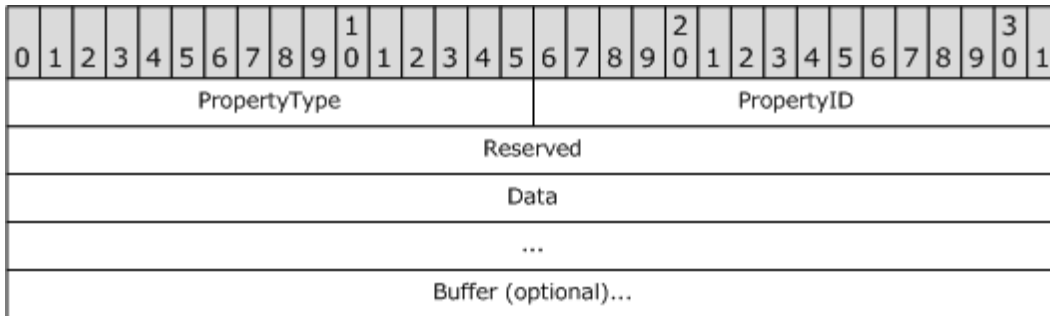 1 2 3
0 1 2 3 4 5 6 7 8 9 0 1 2 3 4 5 6 7 8 9 0 1 2 3 4 5 6 7 8 9 0 1
PropertyType PropertyID
Reserved
Data
...
Buffer (optional)...